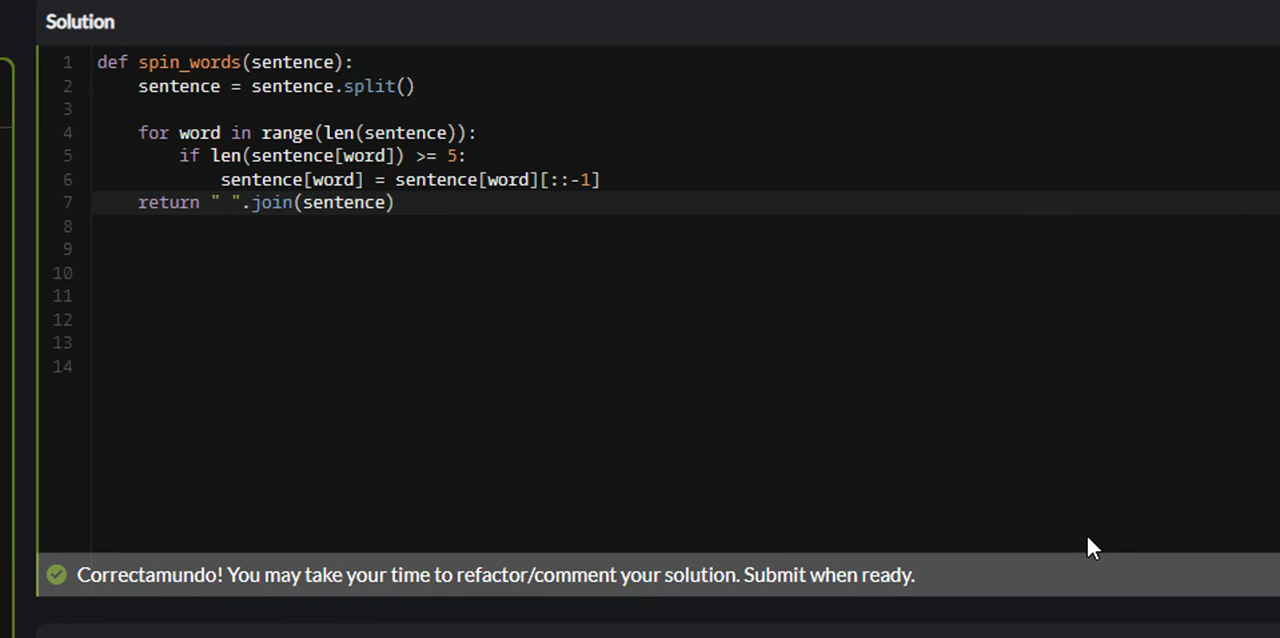 Solution
1 def spin_words(sentence):
2     sentence = sentence.split()
3
4     for word in range(len(sentence)):
5         if len(sentence[word]) >= 5:
6             sentence[word] = sentence[word][::-1]
7     return " ".join(sentence)
8
9
10
11
12
13
14
Correctamundo! You may take your time to refactor/comment your solution. Submit when ready.